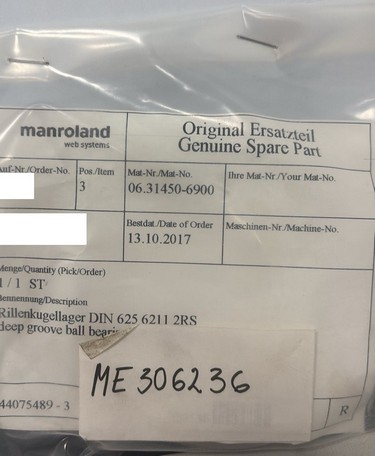 manroland
web systems
Original Ersatzteil
Genuine Spare Part
Auf-Nr./Order-No.
Pos./Item
3
Mat-Nr./Mat-No.
06.31450-6900
Ihre Mat-Nr./Your Mat-No.
Bestdat./Date of Order
13.10.2017
Maschinen-Nr./Machine-No.
Menge/Quantity (Pick/Order)
1 / 1 ST
Benennung/Description
Rillenkugellager DIN 625 6211 2RS
deep groove ball
ME306236
44075489 - 3
R